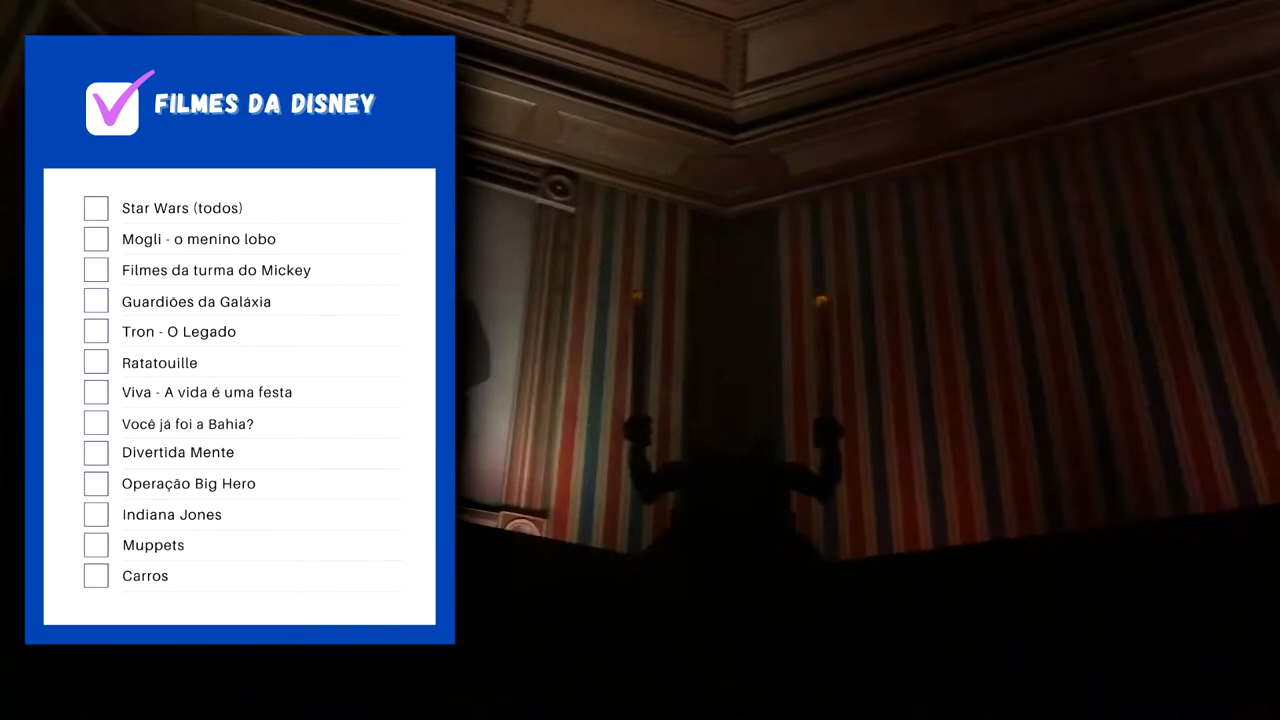 FILMES DA DISNEY
Star Wars (todos)
Mogli - o menino lobo
Filmes da turma do Mickey
Guardiões da Galáxia
Tron - O Legado
Ratatouille
Viva - A vida é uma festa
Você já foi a Bahia?
Divertida Mente
Operação Big Hero
Indiana Jones
Muppets
Carros